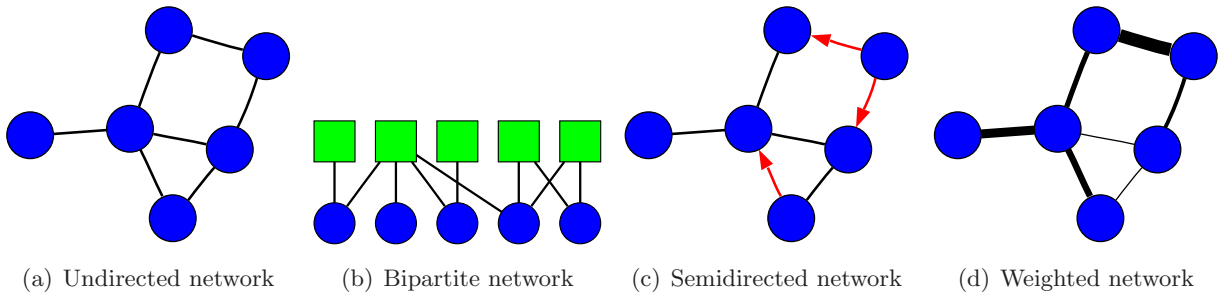 (a) Undirected network
(b) Bipartite network
(c) Semidirected network
(d) Weighted network